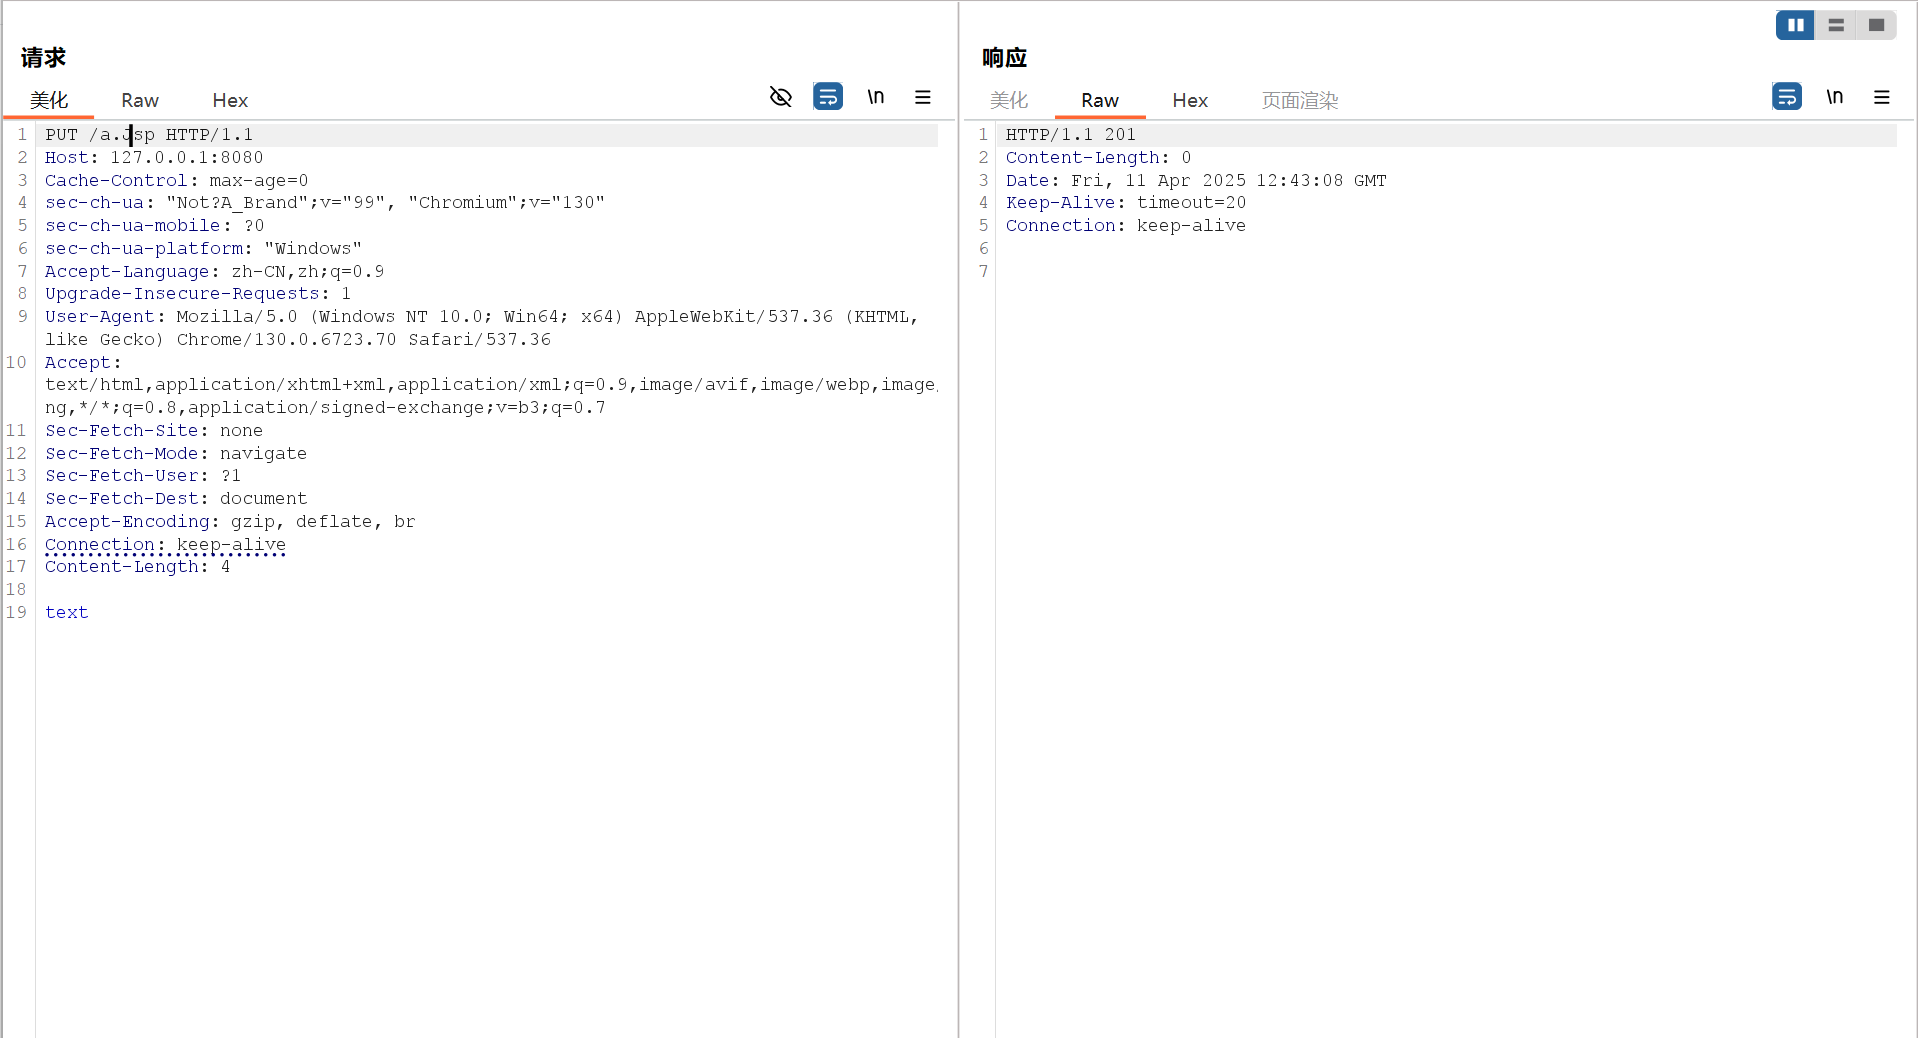 请求
美化 Raw Hex \n
1 PUT /a.Jsp HTTP/1.1
2 Host: 127.0.0.1:8080
3 Cache-Control: max-age=0
4 sec-ch-ua: "Not?A_Brand";v="99", "Chromium";v="130"
5 sec-ch-ua-mobile: ?0
6 sec-ch-ua-platform: "Windows"
7 Accept-Language: zh-CN,zh;q=0.9
8 Upgrade-Insecure-Requests: 1
9 User-Agent: Mozilla/5.0 (Windows NT 10.0; Win64; x64) AppleWebKit/537.36 (KHTML,
like Gecko) Chrome/130.0.6723.70 Safari/537.36
10 Accept:
text/html,application/xhtml+xml,application/xml;q=0.9,image/avif,image/webp,image/
ng,*/*;q=0.8,application/signed-exchange;v=b3;q=0.7
11 Sec-Fetch-Site: none
12 Sec-Fetch-Mode: navigate
13 Sec-Fetch-User: ?1
14 Sec-Fetch-Dest: document
15 Accept-Encoding: gzip, deflate, br
16 Connection: keep-alive
17 Content-Length: 4
18
19 text
响应
美化 Raw Hex 页面渲染 \n
1 HTTP/1.1 201
2 Content-Length: 0
3 Date: Fri, 11 Apr 2025 12:43:08 GMT
4 Keep-Alive: timeout=20
5 Connection: keep-alive
6
7